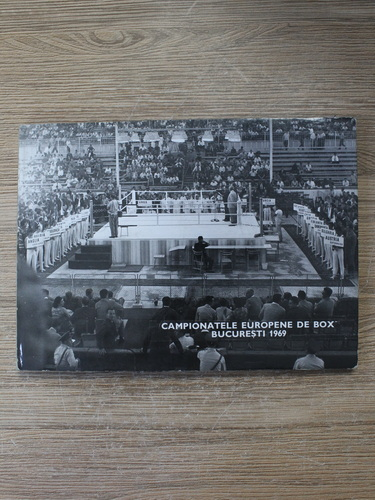 CAMPIONATELE EUROPENE DE BOX
BUCUREȘTI 1969